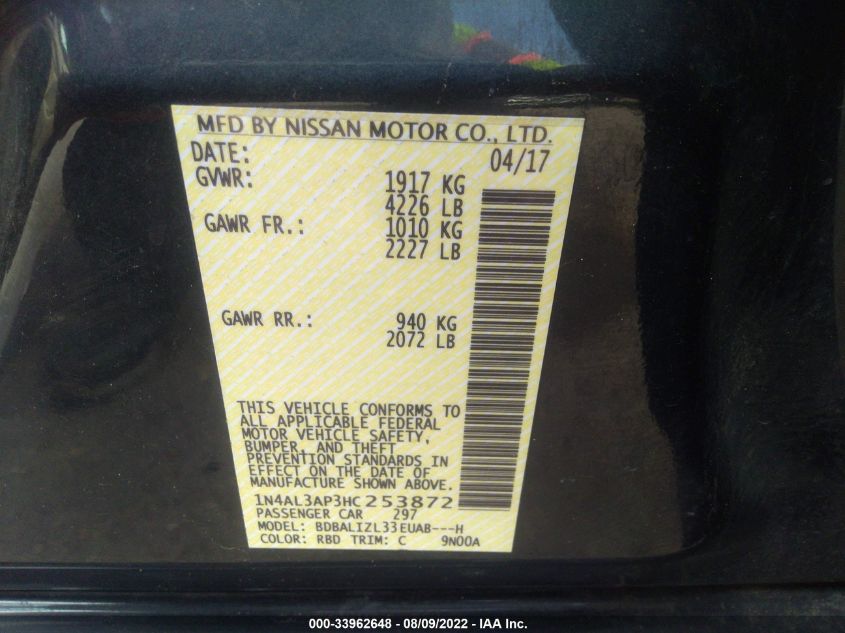 MFD BY NISSAN MOTOR CO., LTD.
DATE: 04/17
GVWR: 1917 KG
4226 LB
GAWR FR.: 1010 KG
2227 LB
GAWR RR.: 940 KG
2072 LB
THIS VEHICLE CONFORMS TO
ALL APPLICABLE FEDERAL
MOTOR VEHICLE SAFETY,
BUMPER, AND THEFT
PREVENTION STANDARDS IN
EFFECT ON THE DATE OF
MANUFACTURE SHOWN ABOVE.
1N4AL3AP3HC253872
PASSENGER CAR 297
MODEL: BDBALIZL33EUAB---H
COLOR: RBD TRIM: C 9N00A
000-33962648 - 08/09/2022 - IAA Inc.